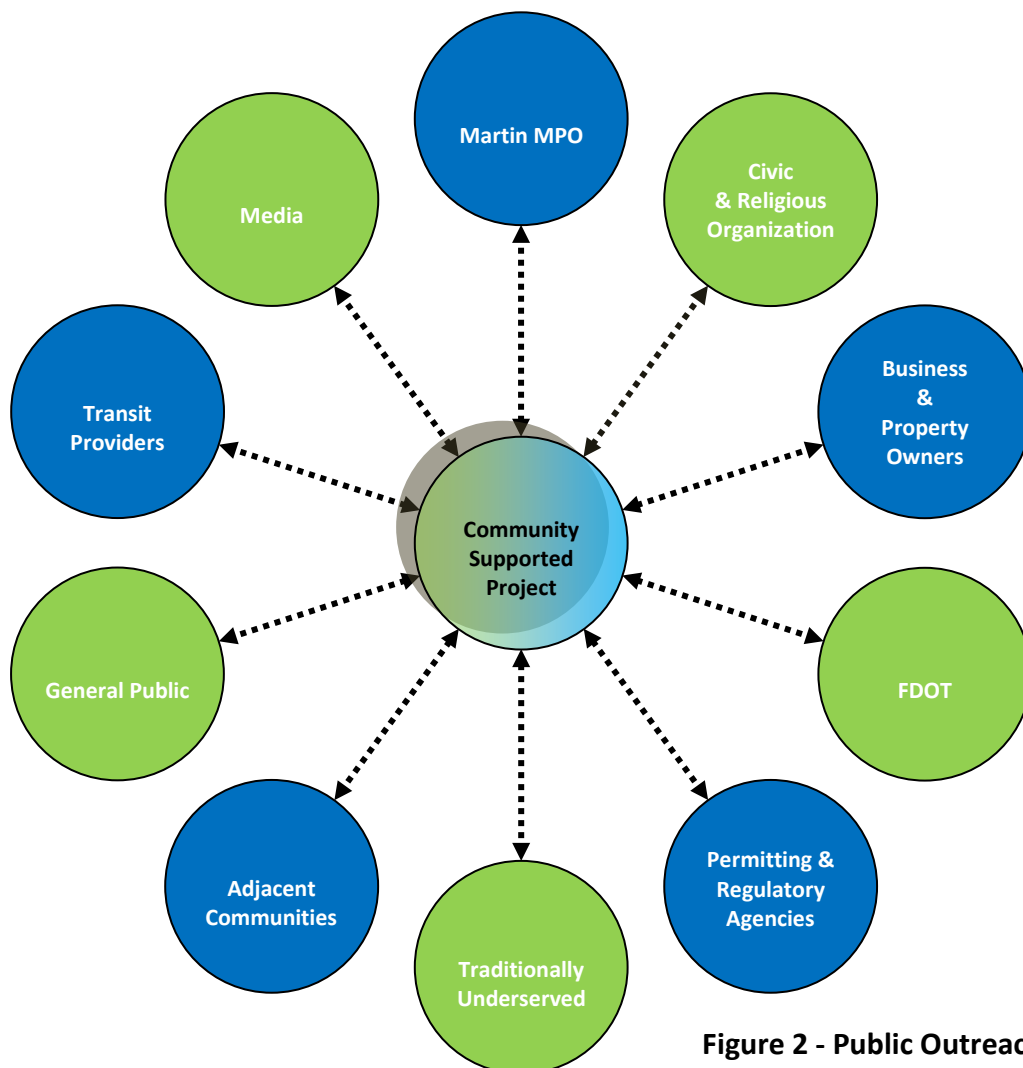 Martin MPO
Media
Civic
& Religious
Organization
Transit
Providers
Business
&
Property
Owners
Community
Supported
Project
General Public
FDOT
Adjacent
Communities
Permitting &
Regulatory
Agencies
Traditionally
Underserved
Figure 2 - Public Outreac